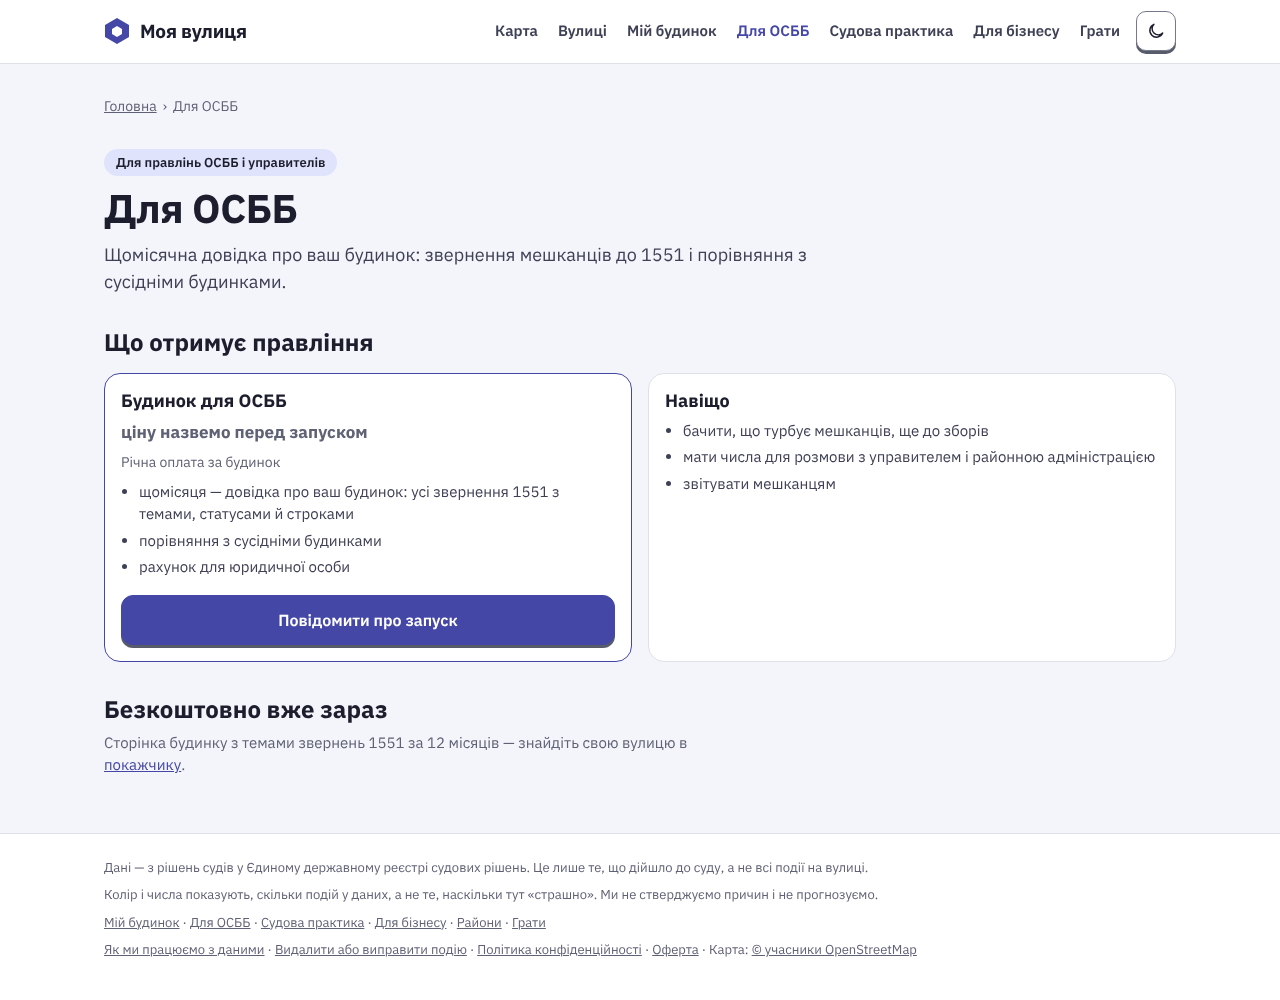 Моя вулиця
Карта Вулиці Мій будинок Для ОСББ Судова практика Для бізнесу Грати
Головна › Для ОСББ
Для правлінь ОСББ і управителів
Для ОСББ
Щомісячна довідка про ваш будинок: звернення мешканців до 1551 і порівняння з
сусідніми будинками.
Що отримує правління
Будинок для ОСББ
ціну назвемо перед запуском
Річна оплата за будинок
• щомісяця — довідка про ваш будинок: усі звернення 1551 з
темами, статусами й строками
• порівняння з сусідніми будинками
• рахунок для юридичної особи
Повідомити про запуск
Навіщо
• бачити, що турбує мешканців, ще до зборів
• мати числа для розмови з управителем і районною адміністрацією
• звітувати мешканцям
Безкоштовно вже зараз
Сторінка будинку з темами звернень 1551 за 12 місяців — знайдіть свою вулицю в
покажчику.
Дані — з рішень судів у Єдиному державному реєстрі судових рішень. Це лише те, що дійшло до суду, а не всі події на вулиці.
Колір і числа показують, скільки подій у даних, а не те, наскільки тут «страшно». Ми не стверджуємо причин і не прогнозуємо.
Мій будинок · Для ОСББ · Судова практика · Для бізнесу · Райони · Грати
Як ми працюємо з даними · Видалити або виправити подію · Політика конфіденційності · Оферта · Карта: © учасники OpenStreetMap